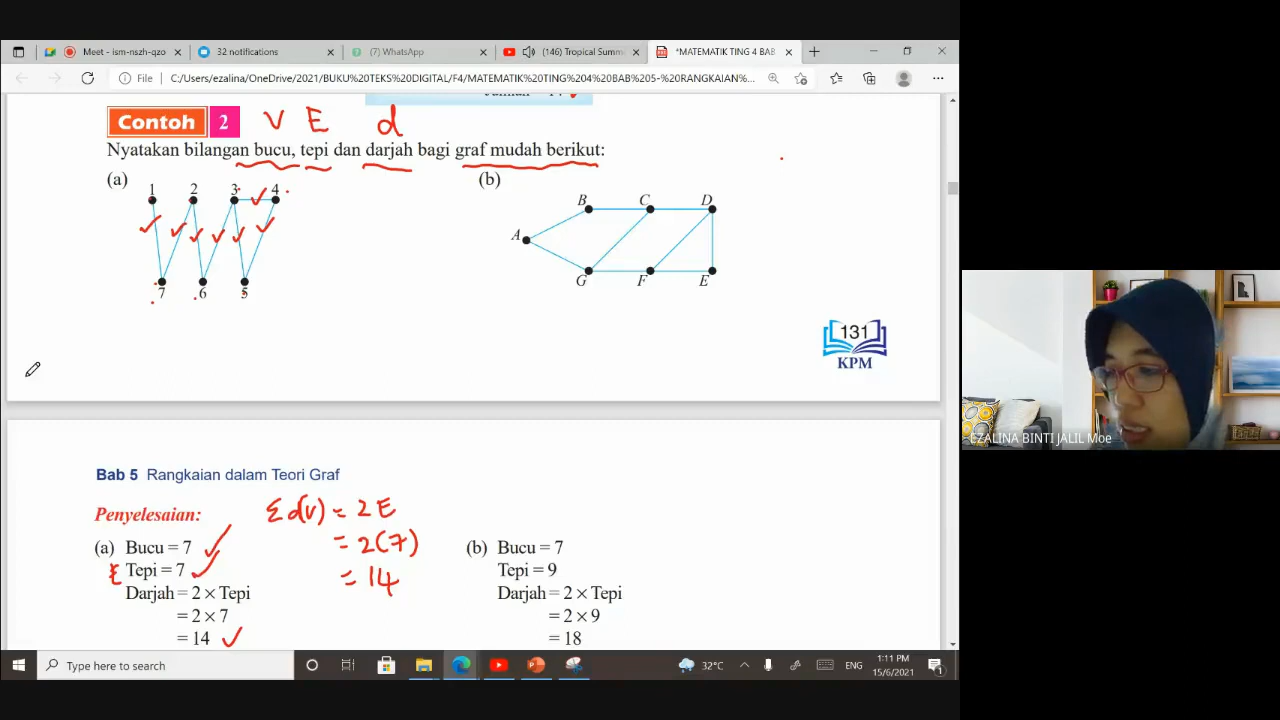 Meet - ism-nszh-qzo
32 notifications
(7) WhatsApp
(146) Tropical Summ
*MATEMATIK TING 4 BAB
File
C:/Users/ezalina/OneDrive/2021/BUKU%20TEKS%20DIGITAL/F4/MATEMATIK%20TING%204%20BAB%205-%20RANGKAIAN%...
Contoh 2 V E d
Nyatakan bilangan bucu, tepi dan darjah bagi graf mudah berikut:
(a) (b)
1 2 3 4
7 6 5
B C D
A
G F E
131
KPM
EZALINA BINTI JALIL Moe
Bab 5 Rangkaian dalam Teori Graf
Penyelesaian: Σd(v) = 2E
= 2(7)
= 14
(a) Bucu = 7
E Tepi = 7
Darjah = 2 × Tepi
= 2 × 7
= 14
(b) Bucu = 7
Tepi = 9
Darjah = 2 × Tepi
= 2 × 9
= 18
Type here to search
32°C
ENG
1:11 PM
15/6/2021
1